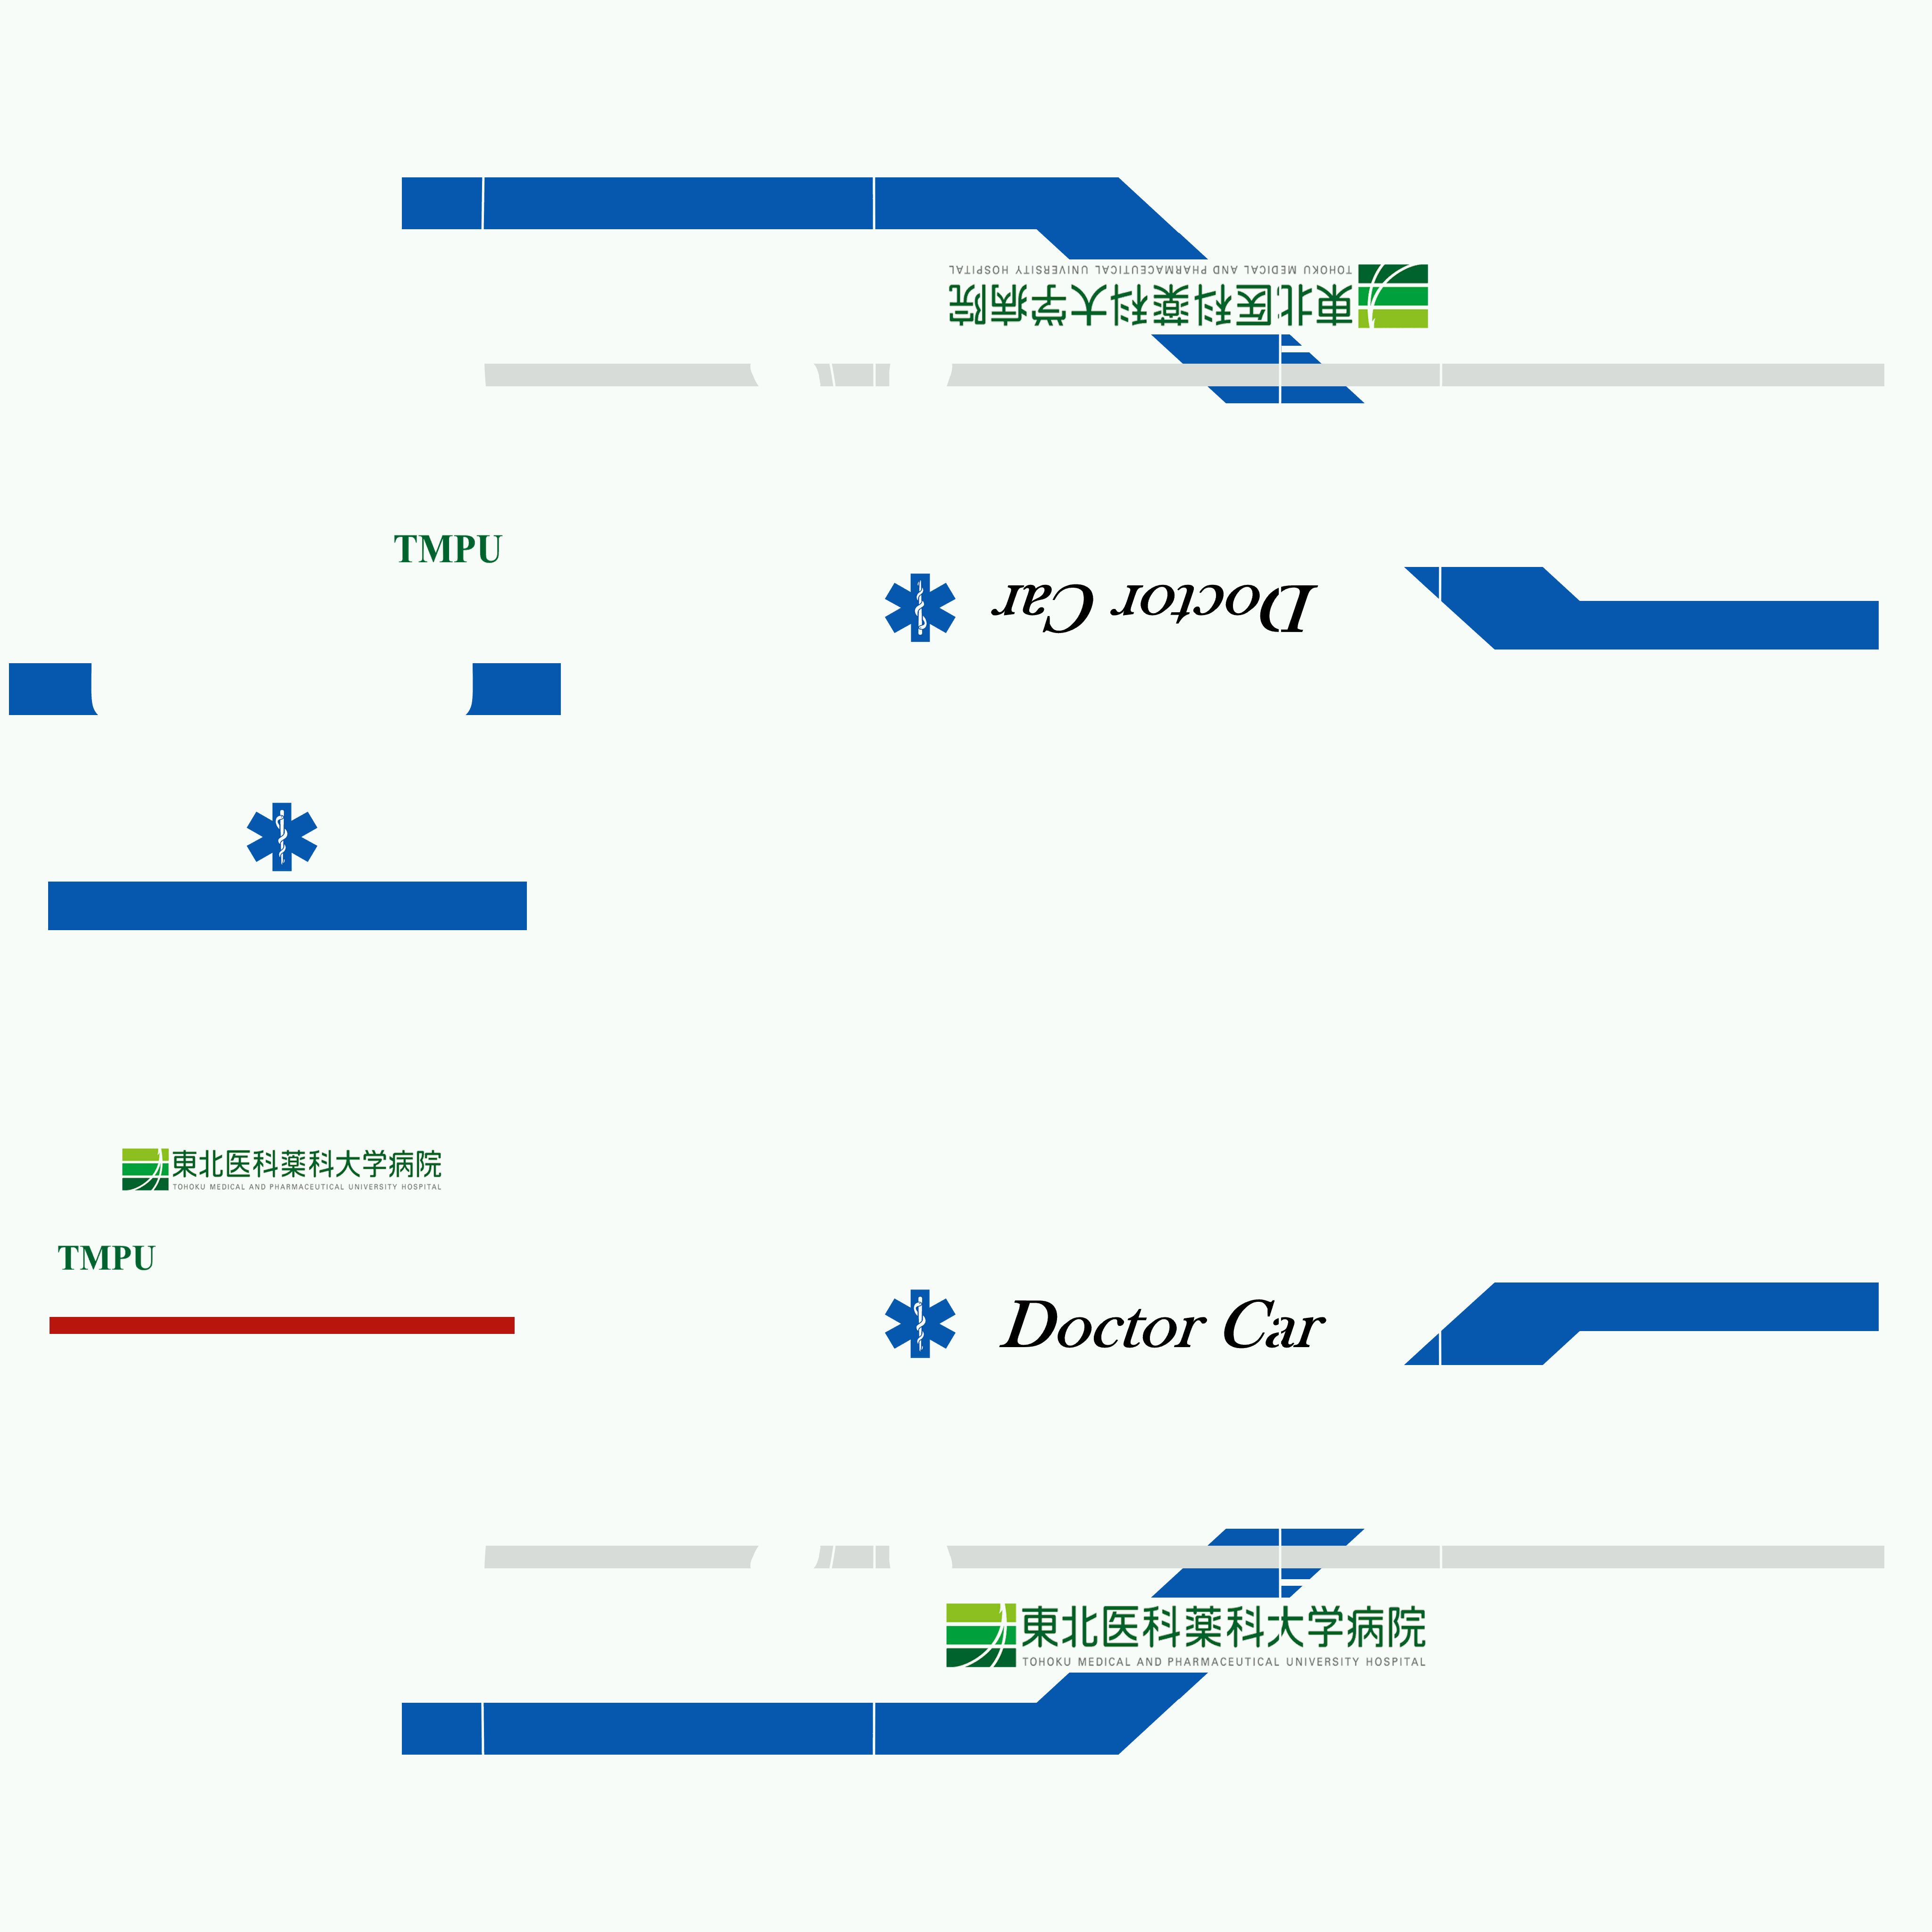 TOHOKU MEDICAL AND PHARMACEUTICAL UNIVERSITY HOSPITAL
東北医科薬科大学病院
TMPU
Doctor Car
東北医科薬科大学病院
TOHOKU MEDICAL AND PHARMACEUTICAL UNIVERSITY HOSPITAL
TMPU
Doctor Car
東北医科薬科大学病院
TOHOKU MEDICAL AND PHARMACEUTICAL UNIVERSITY HOSPITAL